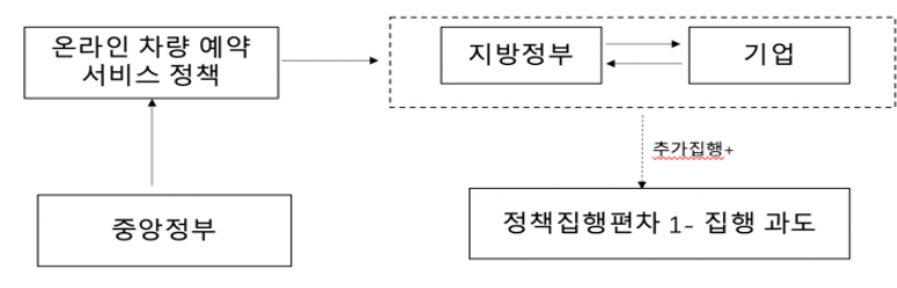 온라인 차량 예약
서비스 정책
지방정부
기업
추가집행+
중앙정부
정책집행편차 1- 집행 과도